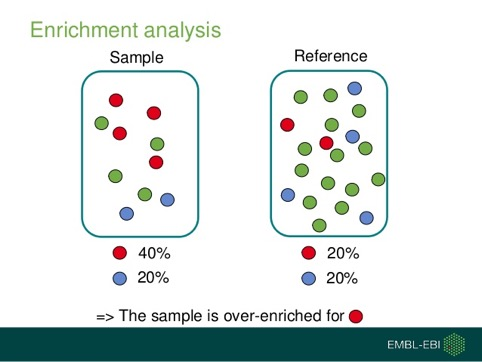 Enrichment analysis
Sample
Reference
40%
20%
20%
20%
=> The sample is over-enriched for
EMBL-EBI